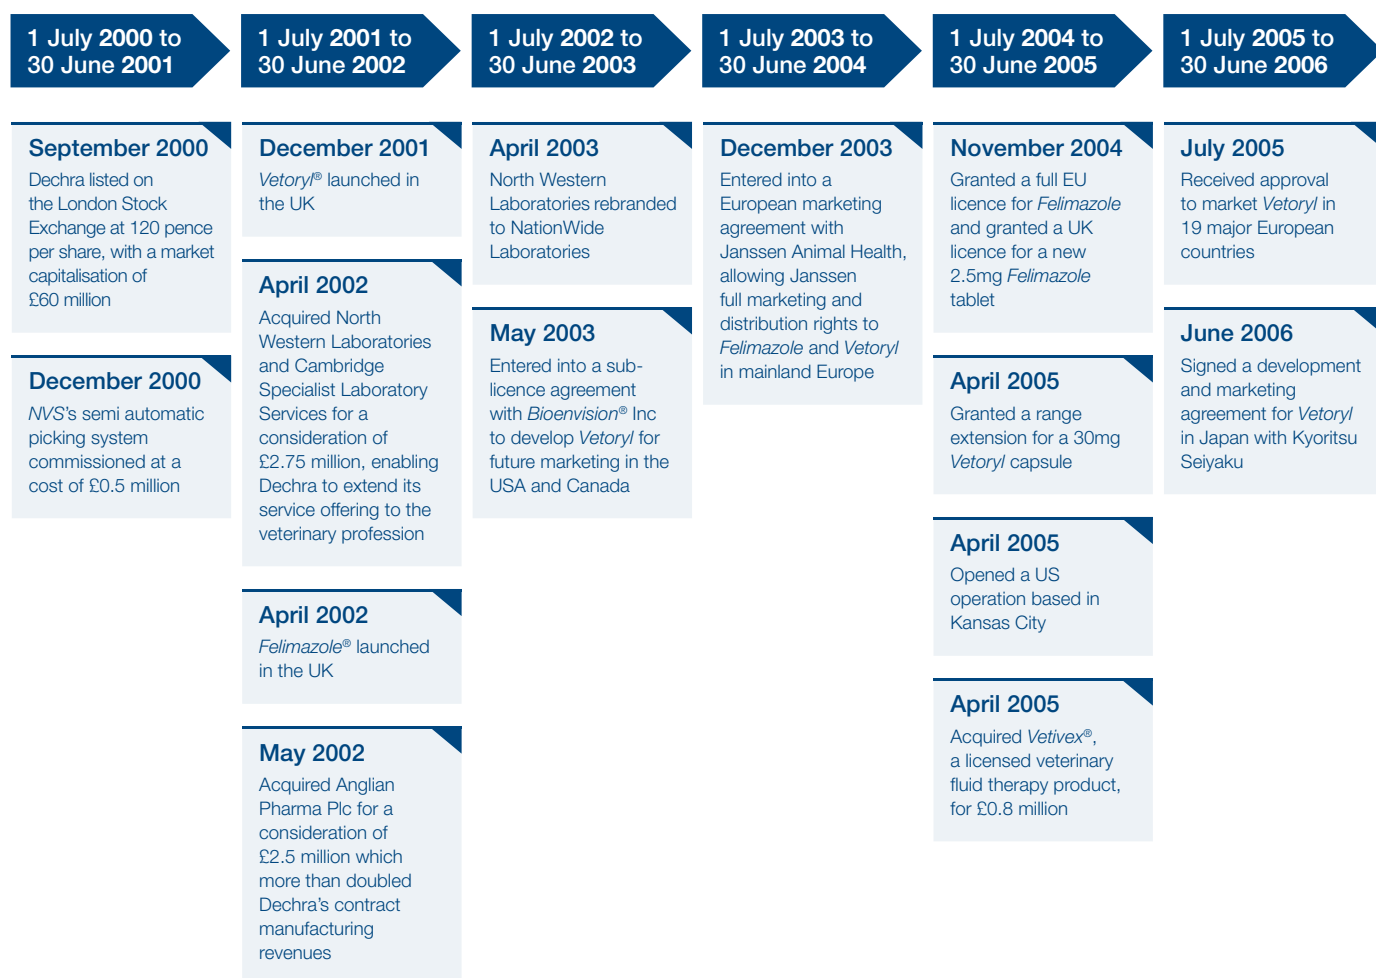 1 July 2000 to
30 June 2001
September 2000
Dechra listed on
the London Stock
Exchange at 120 pence
per share, with a market
capitalisation of
£60 million
December 2000
NVS's semi automatic
picking system
commissioned at a
cost of £0.5 million
1 July 2001 to
30 June 2002
December 2001
Vetoryl® launched in
the UK
April 2002
Acquired North
Western Laboratories
and Cambridge
Specialist Laboratory
Services for a
consideration of
£2.75 million, enabling
Dechra to extend its
service offering to the
veterinary profession
April 2002
Felimazole® launched
in the UK
May 2002
Acquired Anglian
Pharma Plc for a
consideration of
£2.5 million which
more than doubled
Dechra's contract
manufacturing
revenues
1 July 2002 to
30 June 2003
April 2003
North Western
Laboratories rebranded
to NationWide
Laboratories
May 2003
Entered into a sub-
licence agreement
with Bioenvision® Inc
to develop Vetoryl for
future marketing in the
USA and Canada
1 July 2003 to
30 June 2004
December 2003
Entered into a
European marketing
agreement with
Janssen Animal Health,
allowing Janssen
full marketing and
distribution rights to
Felimazole and Vetoryl
in mainland Europe
1 July 2004 to
30 June 2005
November 2004
Granted a full EU
licence for Felimazole
and granted a UK
licence for a new
2.5mg Felimazole
tablet
April 2005
Granted a range
extension for a 30mg
Vetoryl capsule
April 2005
Opened a US
operation based in
Kansas City
April 2005
Acquired Vetivex®,
a licensed veterinary
fluid therapy product,
for £0.8 million
1 July 2005 to
30 June 2006
July 2005
Received approval
to market Vetoryl in
19 major European
countries
June 2006
Signed a development
and marketing
agreement for Vetoryl
in Japan with Kyoritsu
Seiyaku